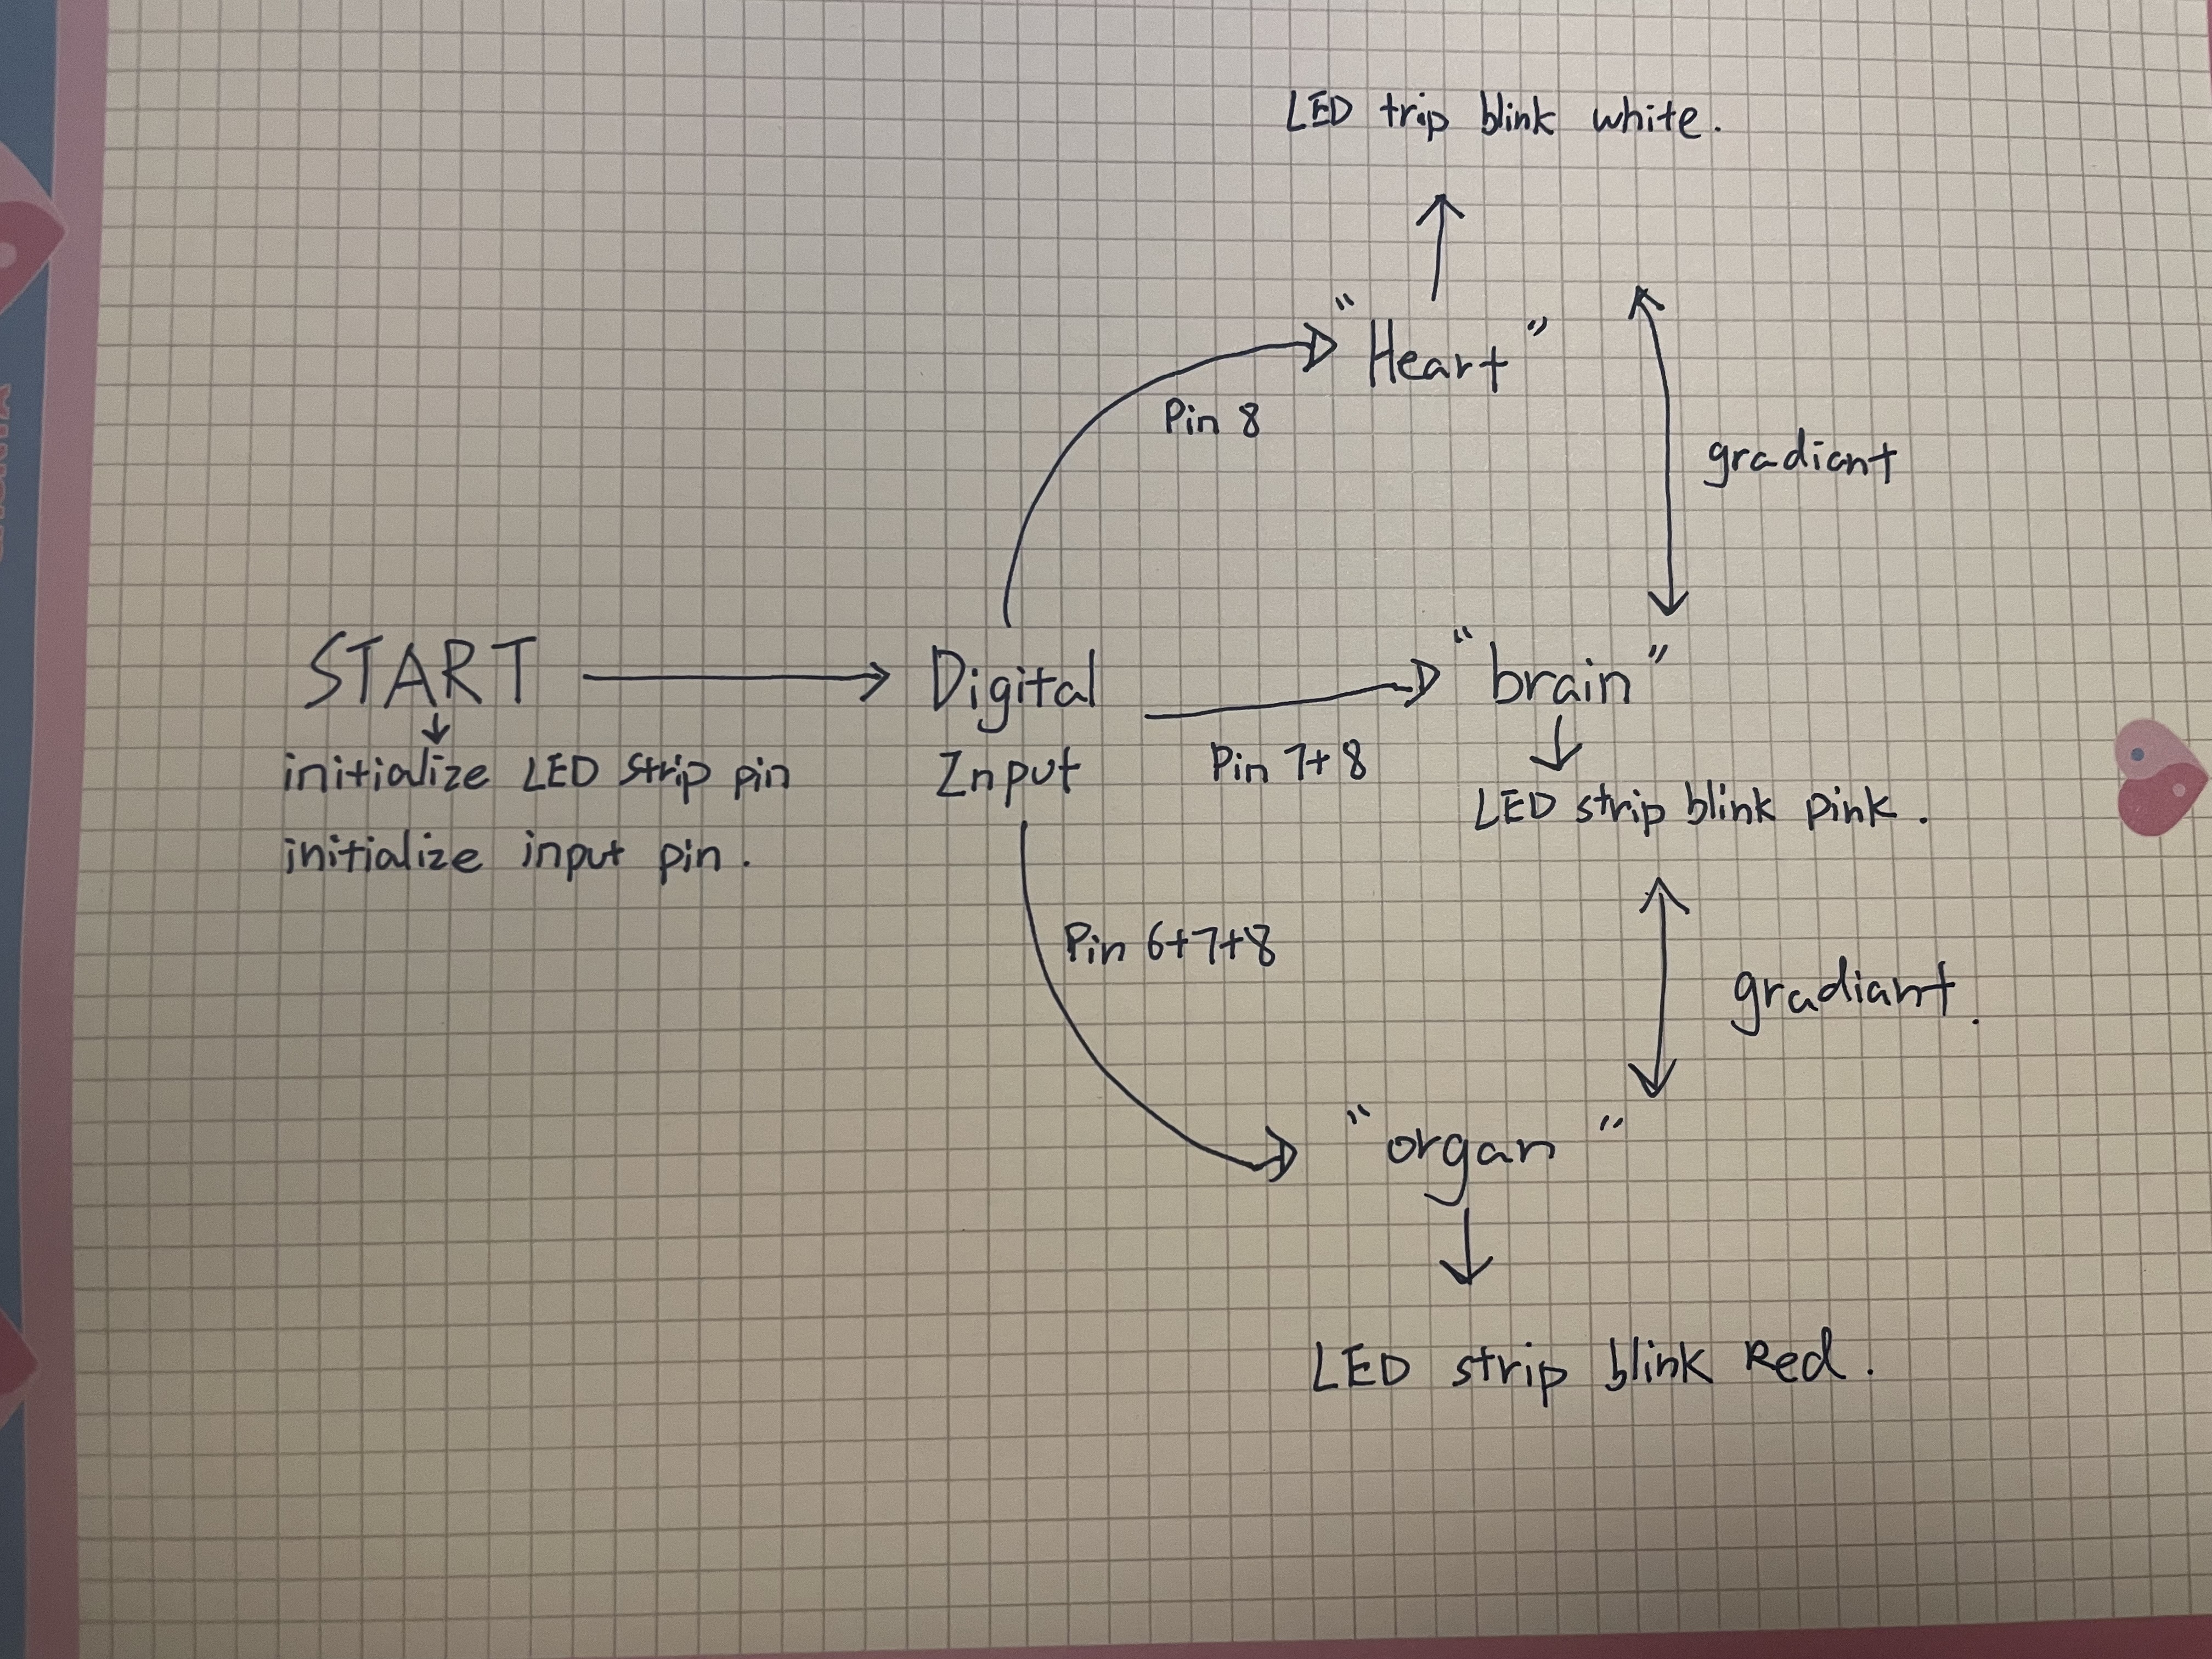 LED trip blink white.
"Heart"
Pin 8
gradiant
START
Digital
Input
"brain"
Pin 7+8
initialize LED strip pin
initialize input pin.
LED strip blink pink.
Pin 6+7+8
gradiant.
"organ"
LED strip blink Red.